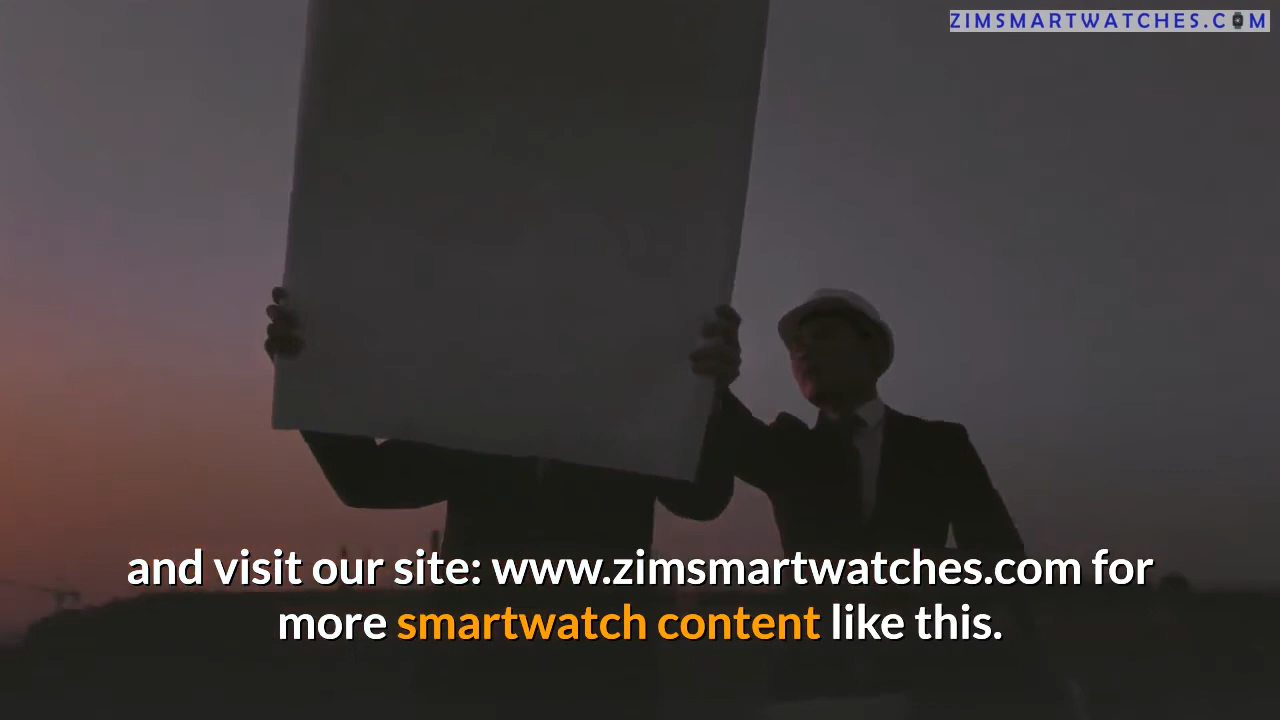 ZIMSMARTWATCHES.COM
and visit our site: www.zimsmartwatches.com for
more smartwatch content like this.